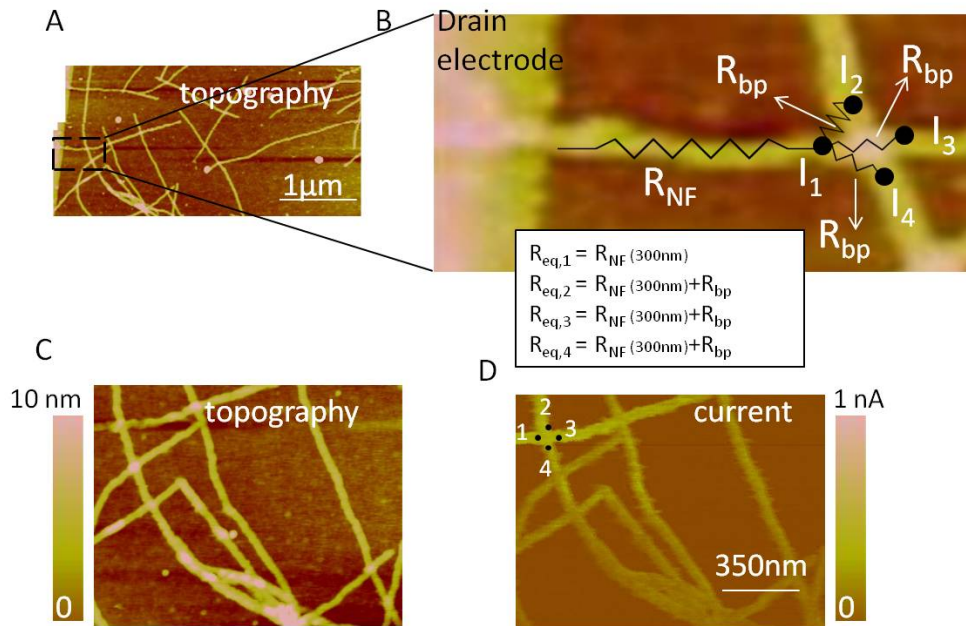 A
topography
1μm
B
Drain
electrode
R_bp
I_2
R_bp
I_3
R_NF
I_1
I_4
R_bp
R_eq,1 = R_NF (300nm)
R_eq,2 = R_NF (300nm)+R_bp
R_eq,3 = R_NF (300nm)+R_bp
R_eq,4 = R_NF (300nm)+R_bp
C
10 nm
topography
0
D
current
1 nA
2
1 3
4
350nm
0